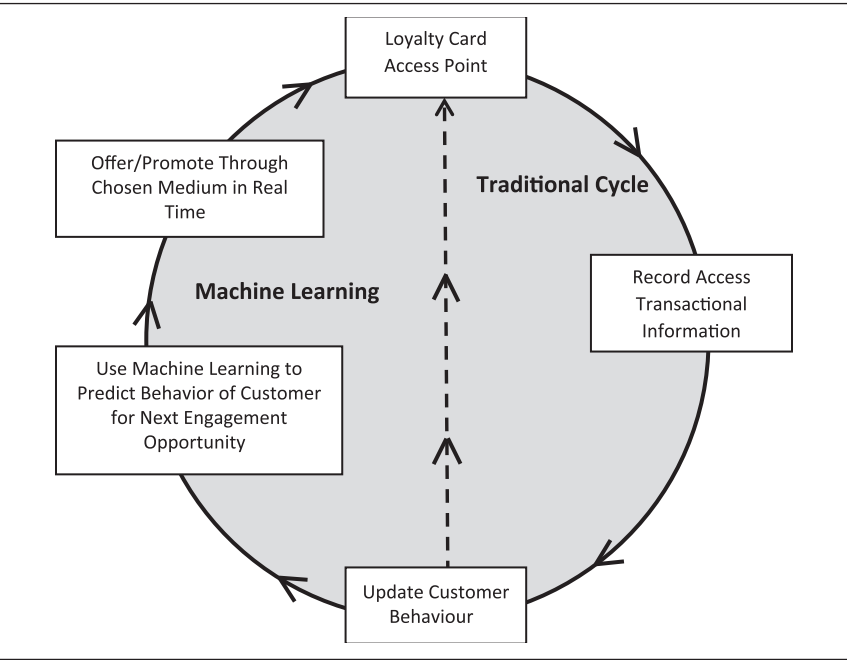 Loyalty Card
Access Point
Offer/Promote Through
Chosen Medium in Real
Time
Traditional Cycle
Record Access
Transactional
Information
Machine Learning
Use Machine Learning to
Predict Behavior of Customer
for Next Engagement
Opportunity
Update Customer
Behaviour